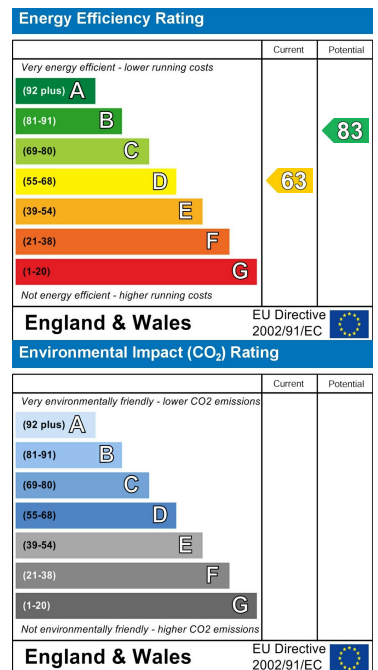 Energy Efficiency Rating
Current Potential
Very energy efficient - lower running costs
(92 plus) A
(81-91) B
83
(69-80) C
(55-68) D
63
(39-54) E
(21-38) F
(1-20) G
Not energy efficient - higher running costs
England & Wales
EU Directive
2002/91/EC
Environmental Impact (CO₂) Rating
Current Potential
Very environmentally friendly - lower CO2 emissions
(92 plus) A
(81-91) B
(69-80) C
(55-68) D
(39-54) E
(21-38) F
(1-20) G
Not environmentally friendly - higher CO2 emissions
England & Wales
EU Directive
2002/91/EC